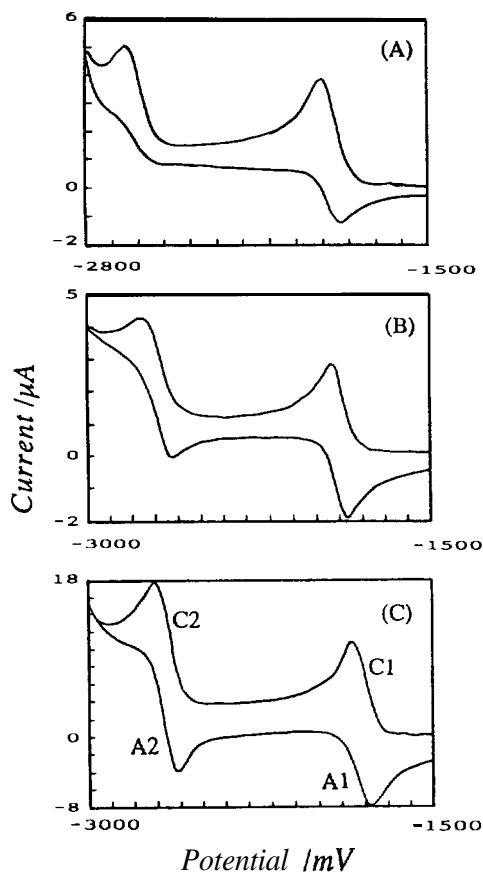 6
(A)
0
-2
-2800
-1500
5
(B)
Current /μA
0
-2
-3000
-1500
18
(C)
C2
C1
0
A2
A1
-8
-3000
-1500
Potential /mV